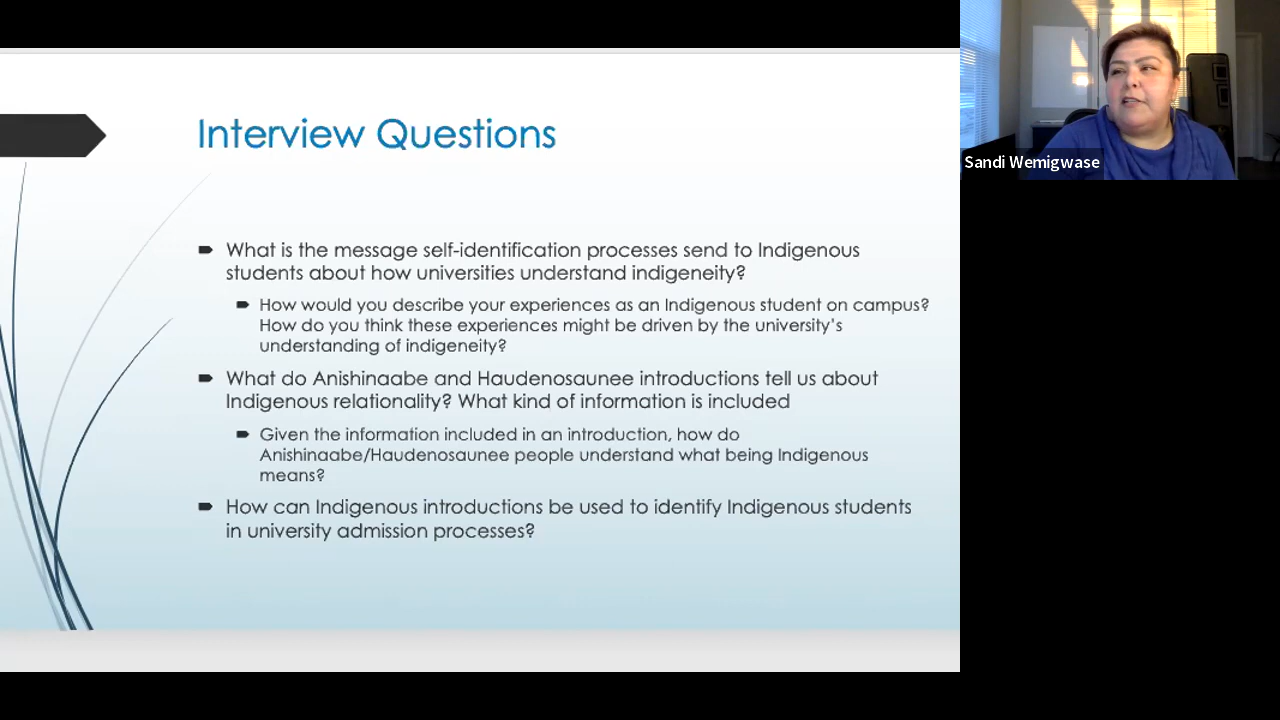 Interview Questions
What is the message self-identification processes send to Indigenous
students about how universities understand indigeneity?
How would you describe your experiences as an Indigenous student on campus?
How do you think these experiences might be driven by the university's
understanding of indigeneity?
What do Anishinaabe and Haudenosaunee introductions tell us about
Indigenous relationality? What kind of information is included
Given the information included in an introduction, how do
Anishinaabe/Haudenosaunee people understand what being Indigenous
means?
How can Indigenous introductions be used to identify Indigenous students
in university admission processes?
Sandi Wemigwase